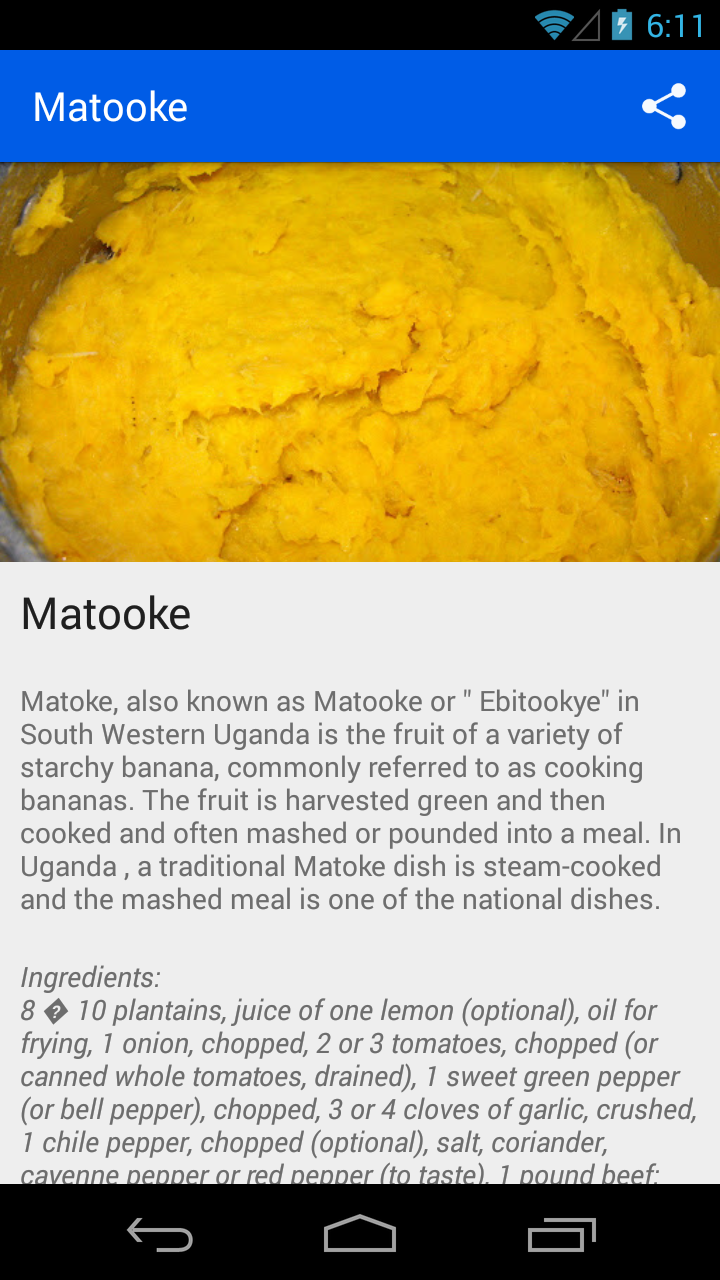 6:11
Matooke
Matooke
Matoke, also known as Matooke or " Ebitookye" in
South Western Uganda is the fruit of a variety of
starchy banana, commonly referred to as cooking
bananas. The fruit is harvested green and then
cooked and often mashed or pounded into a meal. In
Uganda , a traditional Matoke dish is steam-cooked
and the mashed meal is one of the national dishes.
Ingredients:
8 � 10 plantains, juice of one lemon (optional), oil for
frying, 1 onion, chopped, 2 or 3 tomatoes, chopped (or
canned whole tomatoes, drained), 1 sweet green pepper
(or bell pepper), chopped, 3 or 4 cloves of garlic, crushed,
1 chile pepper, chopped (optional), salt, coriander,
cayenne pepper or red pepper (to taste), 1 pound beef;